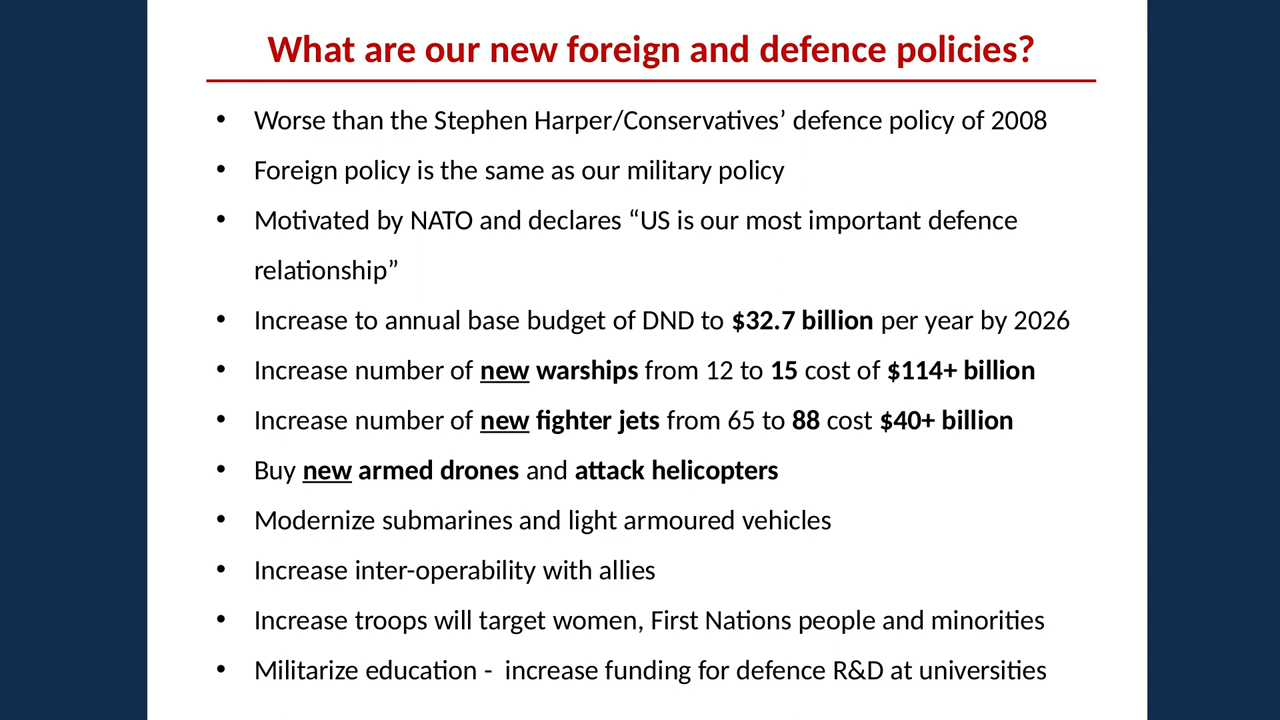 What are our new foreign and defence policies?
• Worse than the Stephen Harper/Conservatives’ defence policy of 2008
• Foreign policy is the same as our military policy
• Motivated by NATO and declares “US is our most important defence
relationship”
• Increase to annual base budget of DND to $32.7 billion per year by 2026
• Increase number of new warships from 12 to 15 cost of $114+ billion
• Increase number of new fighter jets from 65 to 88 cost $40+ billion
• Buy new armed drones and attack helicopters
• Modernize submarines and light armoured vehicles
• Increase inter-operability with allies
• Increase troops will target women, First Nations people and minorities
• Militarize education -  increase funding for defence R&D at universities